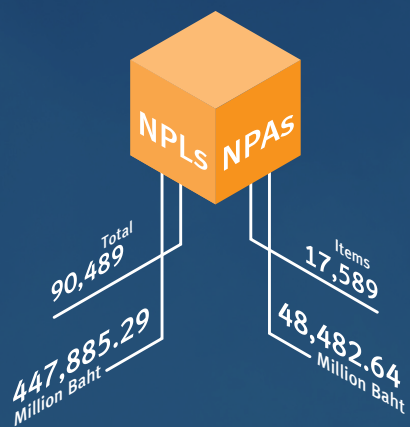 NPLs
NPAs
Total
90,489
447,885.29
Million Baht
Items
17,589
48,482.64
Million Baht